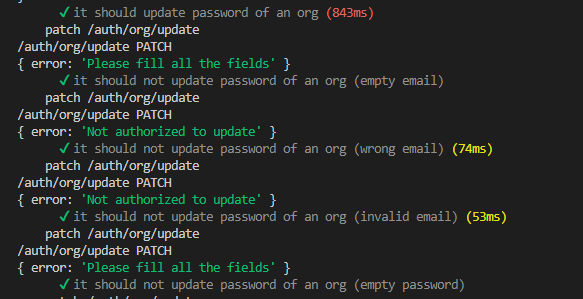 ✓ it should update password of an org (843ms)
patch /auth/org/update
/auth/org/update PATCH
{ error: 'Please fill all the fields' }
✓ it should not update password of an org (empty email)
patch /auth/org/update
/auth/org/update PATCH
{ error: 'Not authorized to update' }
✓ it should not update password of an org (wrong email) (74ms)
patch /auth/org/update
/auth/org/update PATCH
{ error: 'Not authorized to update' }
✓ it should not update password of an org (invalid email) (53ms)
patch /auth/org/update
/auth/org/update PATCH
{ error: 'Please fill all the fields' }
✓ it should not update password of an org (empty password)